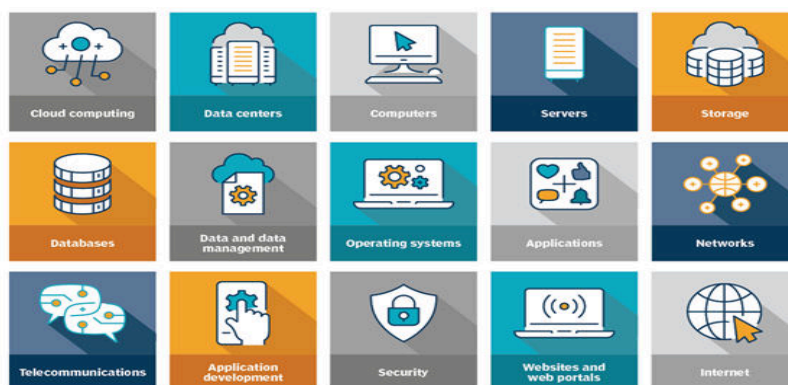 Cloud computing
Data centers
Computers
Servers
Storage
Databases
Data and data
management
Operating systems
Applications
Networks
Telecommunications
Application
development
Security
Websites and
web portals
Internet